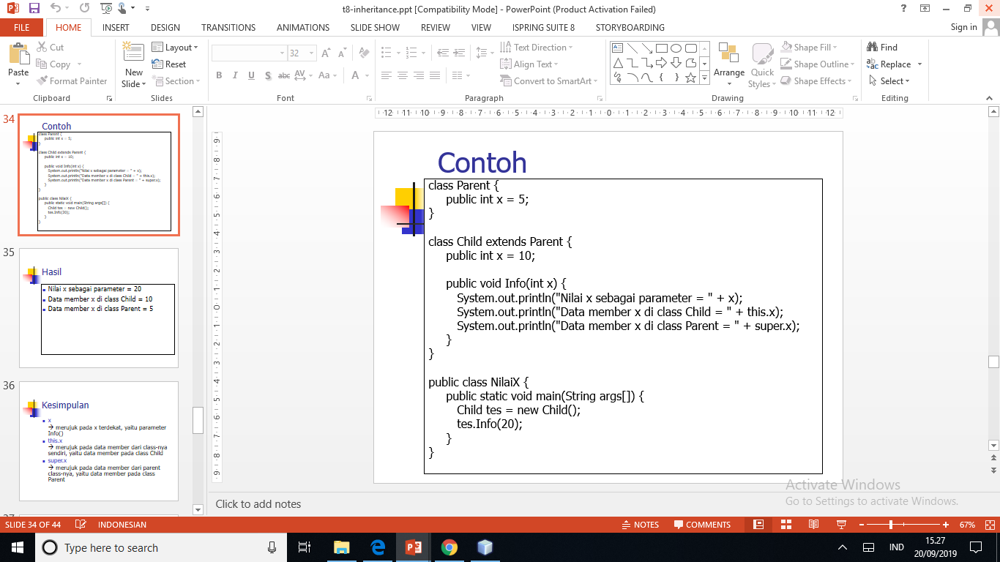 t8-inheritance.ppt [Compatibility Mode] - PowerPoint (Product Activation Failed)
FILE HOME INSERT DESIGN TRANSITIONS ANIMATIONS SLIDE SHOW REVIEW VIEW ISPRING SUITE 8 STORYBOARDING Sign in
Paste
Cut
Copy
Format Painter
Clipboard
New Slide
Layout
Reset
Section
Slides
32
Font
Text Direction
Align Text
Convert to SmartArt
Paragraph
Arrange
Quick Styles
Shape Fill
Shape Outline
Shape Effects
Drawing
Find
Replace
Select
Editing
34
Contoh
class Parent {
public int x = 5;
}
class Child extends Parent {
public int x = 10;
public void Info(int x) {
System.out.println("Nilai x sebagai parameter = " + x);
System.out.println("Data member x di class Child = " + this.x);
System.out.println("Data member x di class Parent = " + super.x);
}
}
public class NilaiX {
public static void main(String args[]) {
Child tes = new Child();
tes.Info(20);
}
}
35
Hasil
Nilai x sebagai parameter = 20
Data member x di class Child = 10
Data member x di class Parent = 5
36
Kesimpulan
x
→ merujuk pada x terdekat, yaitu parameter
Info()
this.x
→ merujuk pada data member dari class-nya
sendiri, yaitu data member pada class Child
super.x
→ merujuk pada data member dari parent
class-nya, yaitu data member pada class
Parent
12 11 10 9 8 7 6 5 4 3 2 1 0 1 2 3 4 5 6 7 8 9 10 11 12
9 8 7 6 5 4 3 2 1 0 1 2 3 4 5 6 7 8 9
Contoh
class Parent {
public int x = 5;
}
class Child extends Parent {
public int x = 10;
public void Info(int x) {
System.out.println("Nilai x sebagai parameter = " + x);
System.out.println("Data member x di class Child = " + this.x);
System.out.println("Data member x di class Parent = " + super.x);
}
}
public class NilaiX {
public static void main(String args[]) {
Child tes = new Child();
tes.Info(20);
}
}
Activate Windows
Go to Settings to activate Windows.
Click to add notes
SLIDE 34 OF 44 INDONESIAN NOTES COMMENTS 67%
Type here to search
IND
15.27
20/09/2019